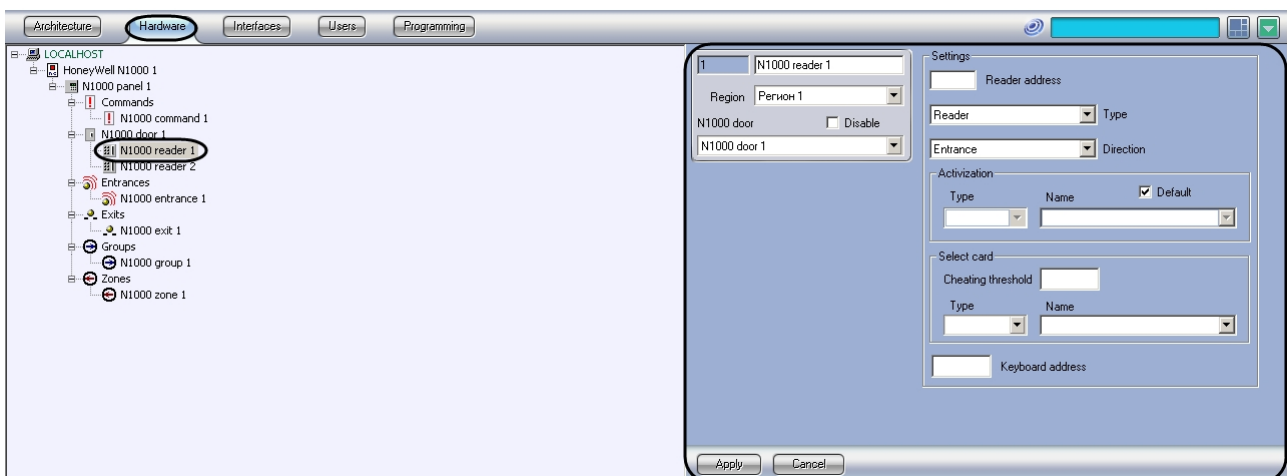 Architecture Hardware Interfaces Users Programming
LOCALHOST
HoneyWell N1000 1
N1000 panel 1
Commands
N1000 command 1
N1000 door 1
N1000 reader 1
N1000 reader 2
Entrances
N1000 entrance 1
Exits
N1000 exit 1
Groups
N1000 group 1
Zones
N1000 zone 1
1 N1000 reader 1
Region Регион 1
N1000 door Disable
N1000 door 1
Settings
Reader address
Reader Type
Entrance Direction
Activization
Type Name Default
Select card
Cheating threshold
Type Name
Keyboard address
Apply Cancel